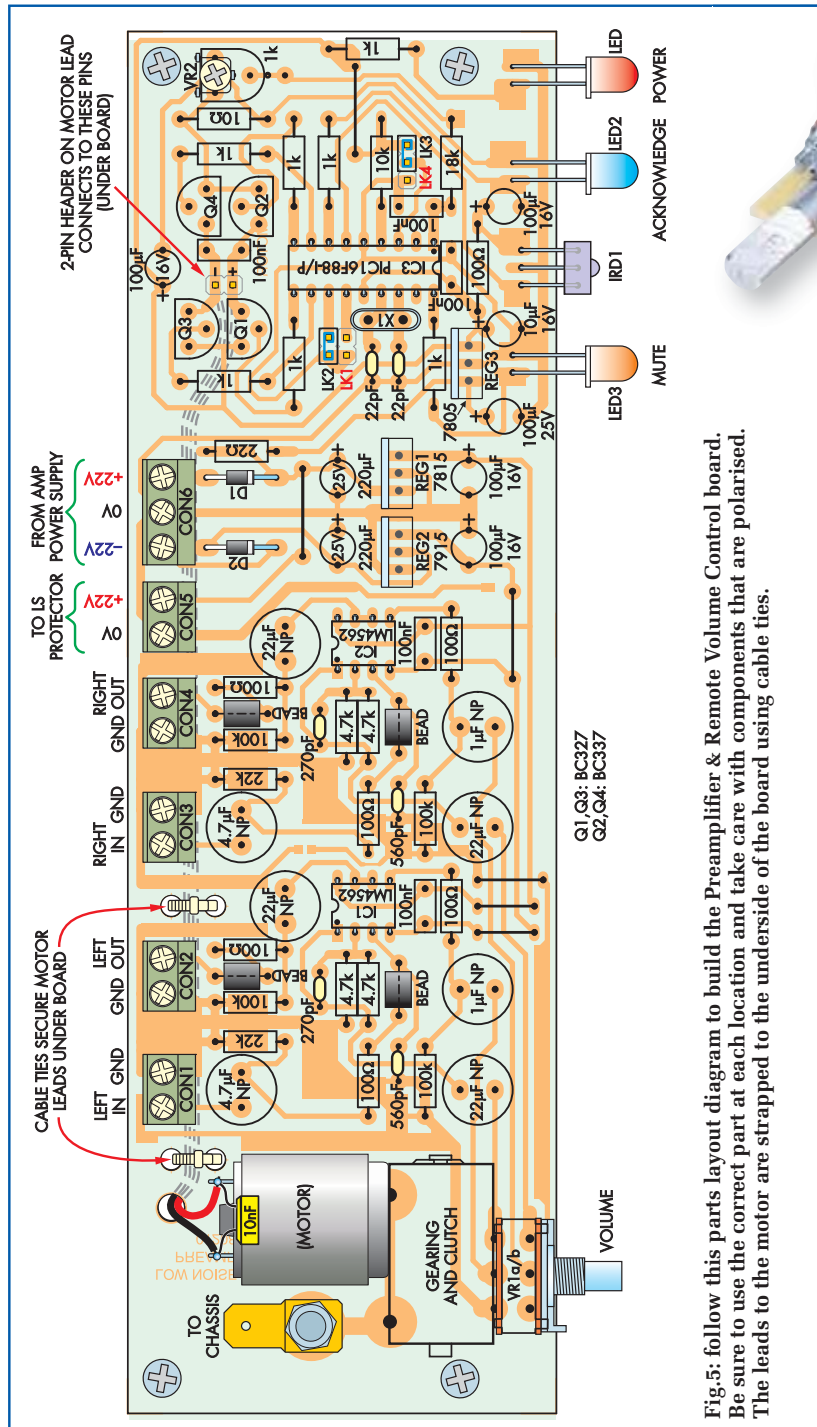 CABLE TIES SECURE MOTOR
LEADS UNDER BOARD
TO LS
PROTECTOR
FROM AMP
POWER SUPPLY
2-PIN HEADER ON MOTOR LEAD
CONNECTS TO THESE PINS
(UNDER BOARD)
LEFT
IN GND
LEFT
GND OUT
RIGHT
IN GND
RIGHT
GND OUT
0V
+22V
–22V
0V
+22V
CON1
CON2
CON3
CON4
CON5
CON6
TO
CHASSIS
LOW NOISE
PREAMP
10nF
(MOTOR)
GEARING
AND CLUTCH
VR1a/b
VOLUME
4.7µF
NP
22k
100k
BEAD
100Ω
22µF NP
270pF
4.7k
4.7k
BEAD
IC1
LM4562
100nF
100Ω
100Ω
560pF
100k
22µF NP
1µF NP
4.7µF
NP
22k
100k
BEAD
100Ω
22µF
NP
270pF
4.7k
4.7k
BEAD
IC2
LM4562
100nF
100Ω
100Ω
560pF
100k
22µF NP
1µF NP
D2
D1
22Ω
25V
220µF
25V
220µF
REG2
7915
REG1
7815
100µF
16V
100µF
16V
Q1,Q3: BC327
Q2,Q4: BC337
100µF
16V
Q3
Q1
Q4
Q2
– +
100nF
1k
1k
10Ω
VR2
1k
1k
LK2
LK1
1k
1k
1k
X1
22pF
22pF
1k
IC3 PIC16F88-I/P
10k
LK3
LK4
18k
100nF
100nF
100Ω
REG3
7805
100µF
25V
10µF
16V
100µF
16V
LED3
MUTE
IRD1
LED2
ACKNOWLEDGE
LED
POWER
Fig.5: follow this parts layout diagram to build the Preamplifier & Remote Volume Control board.
Be sure to use the correct part at each location and take care with components that are polarised.
The leads to the motor are strapped to the underside of the board using cable ties.